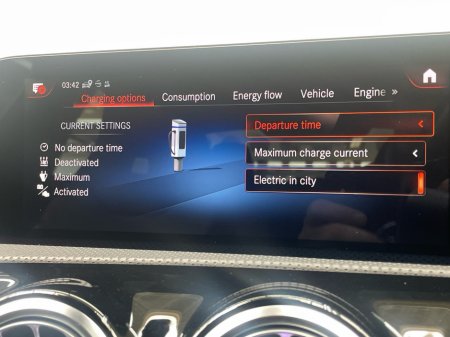 03:42
Charging options Consumption Energy flow Vehicle Engine »
CURRENT SETTINGS
No departure time
Deactivated
Maximum
Activated
Departure time
Maximum charge current
Electric in city